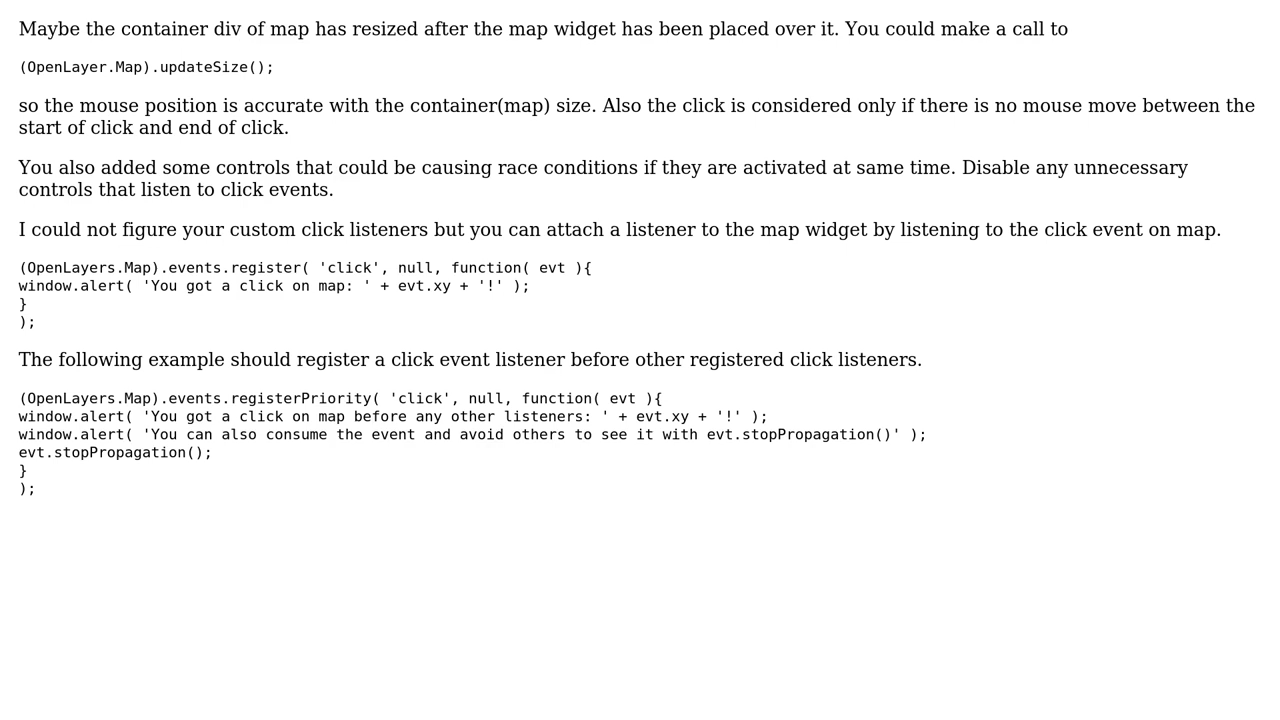 Maybe the container div of map has resized after the map widget has been placed over it. You could make a call to
(OpenLayer.Map).updateSize();
so the mouse position is accurate with the container(map) size. Also the click is considered only if there is no mouse move between the
start of click and end of click.
You also added some controls that could be causing race conditions if they are activated at same time. Disable any unnecessary
controls that listen to click events.
I could not figure your custom click listeners but you can attach a listener to the map widget by listening to the click event on map.
(OpenLayers.Map).events.register( 'click', null, function( evt ){
window.alert( 'You got a click on map: ' + evt.xy + '!' );
}
);
The following example should register a click event listener before other registered click listeners.
(OpenLayers.Map).events.registerPriority( 'click', null, function( evt ){
window.alert( 'You got a click on map before any other listeners: ' + evt.xy + '!' );
window.alert( 'You can also consume the event and avoid others to see it with evt.stopPropagation()' );
evt.stopPropagation();
}
);